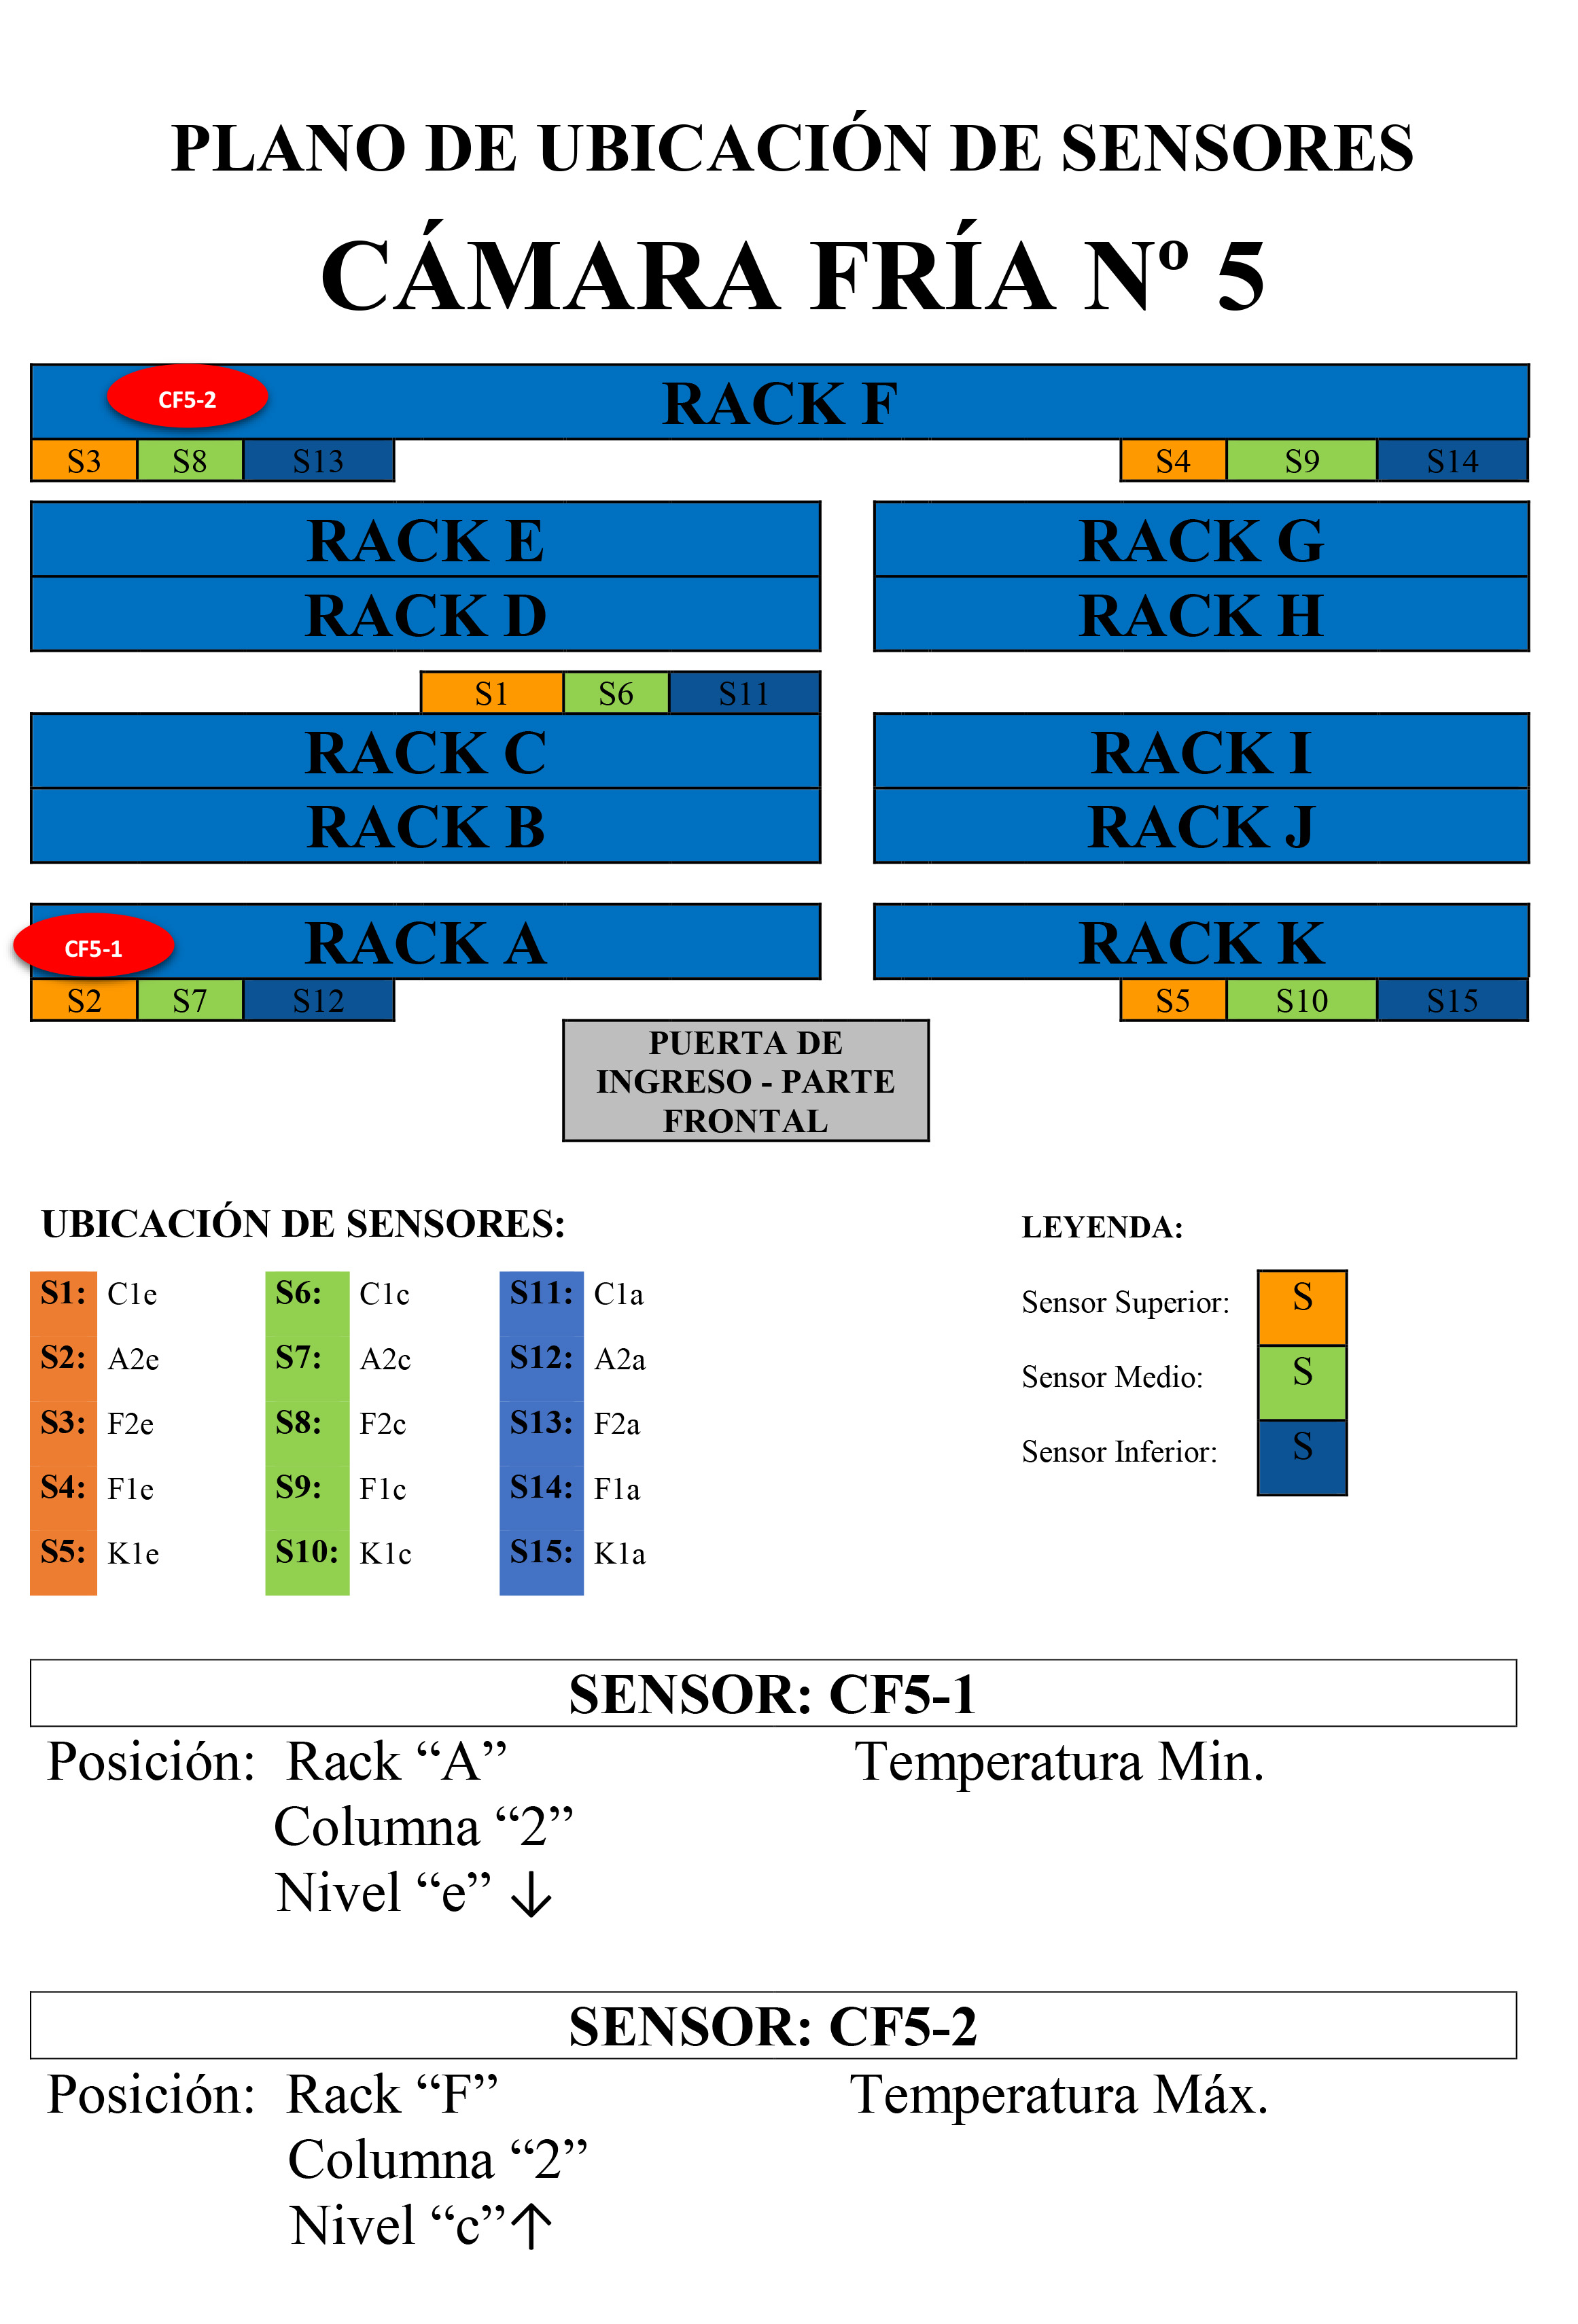 PLANO DE UBICACIÓN DE SENSORES
CÁMARA FRÍA Nº 5
CF5-2
RACK F
S3 S8 S13 S4 S9 S14
RACK E RACK G
RACK D RACK H
S1 S6 S11
RACK C RACK I
RACK B RACK J
CF5-1
RACK A RACK K
S2 S7 S12 S5 S10 S15
PUERTA DE
INGRESO - PARTE
FRONTAL
UBICACIÓN DE SENSORES:
S1: C1e S6: C1c S11: C1a
S2: A2e S7: A2c S12: A2a
S3: F2e S8: F2c S13: F2a
S4: F1e S9: F1c S14: F1a
S5: K1e S10: K1c S15: K1a
LEYENDA:
Sensor Superior: S
Sensor Medio: S
Sensor Inferior: S
SENSOR: CF5-1
Posición: Rack “A” Temperatura Min.
Columna “2”
Nivel “e” ↓
SENSOR: CF5-2
Posición: Rack “F” Temperatura Máx.
Columna “2”
Nivel “c”↑